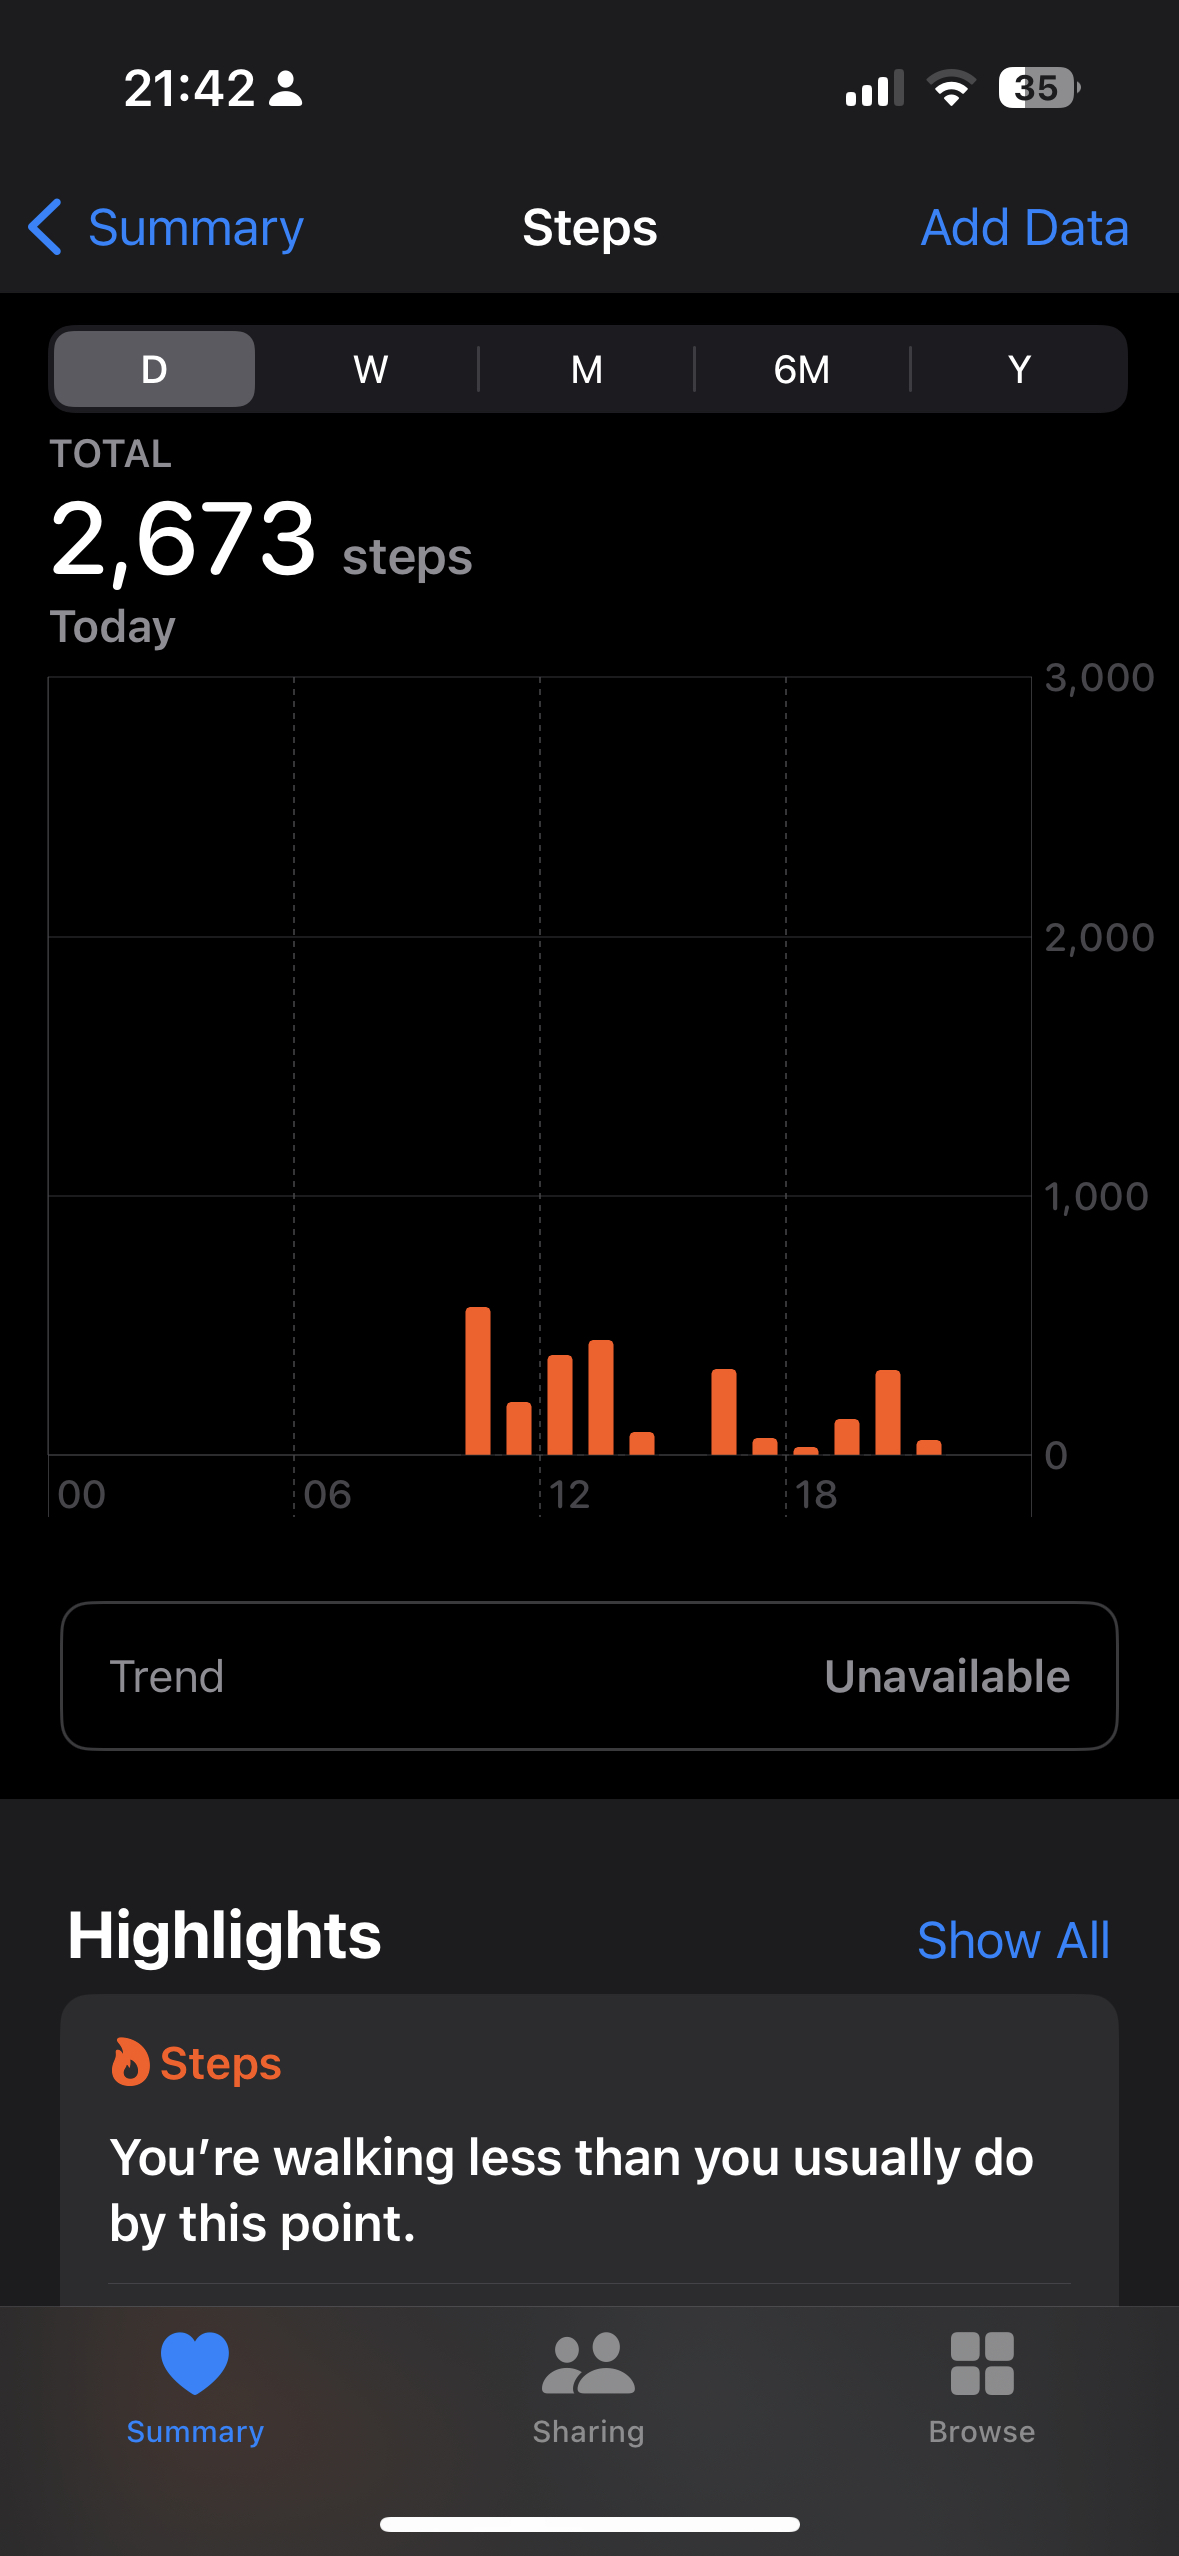 21:42
35
Summary
Steps
Add Data
D W M 6M Y
TOTAL
2,673 steps
Today
3,000
2,000
1,000
0
00 06 12 18
Trend Unavailable
Highlights Show All
Steps
You’re walking less than you usually do
by this point.
Summary Sharing Browse